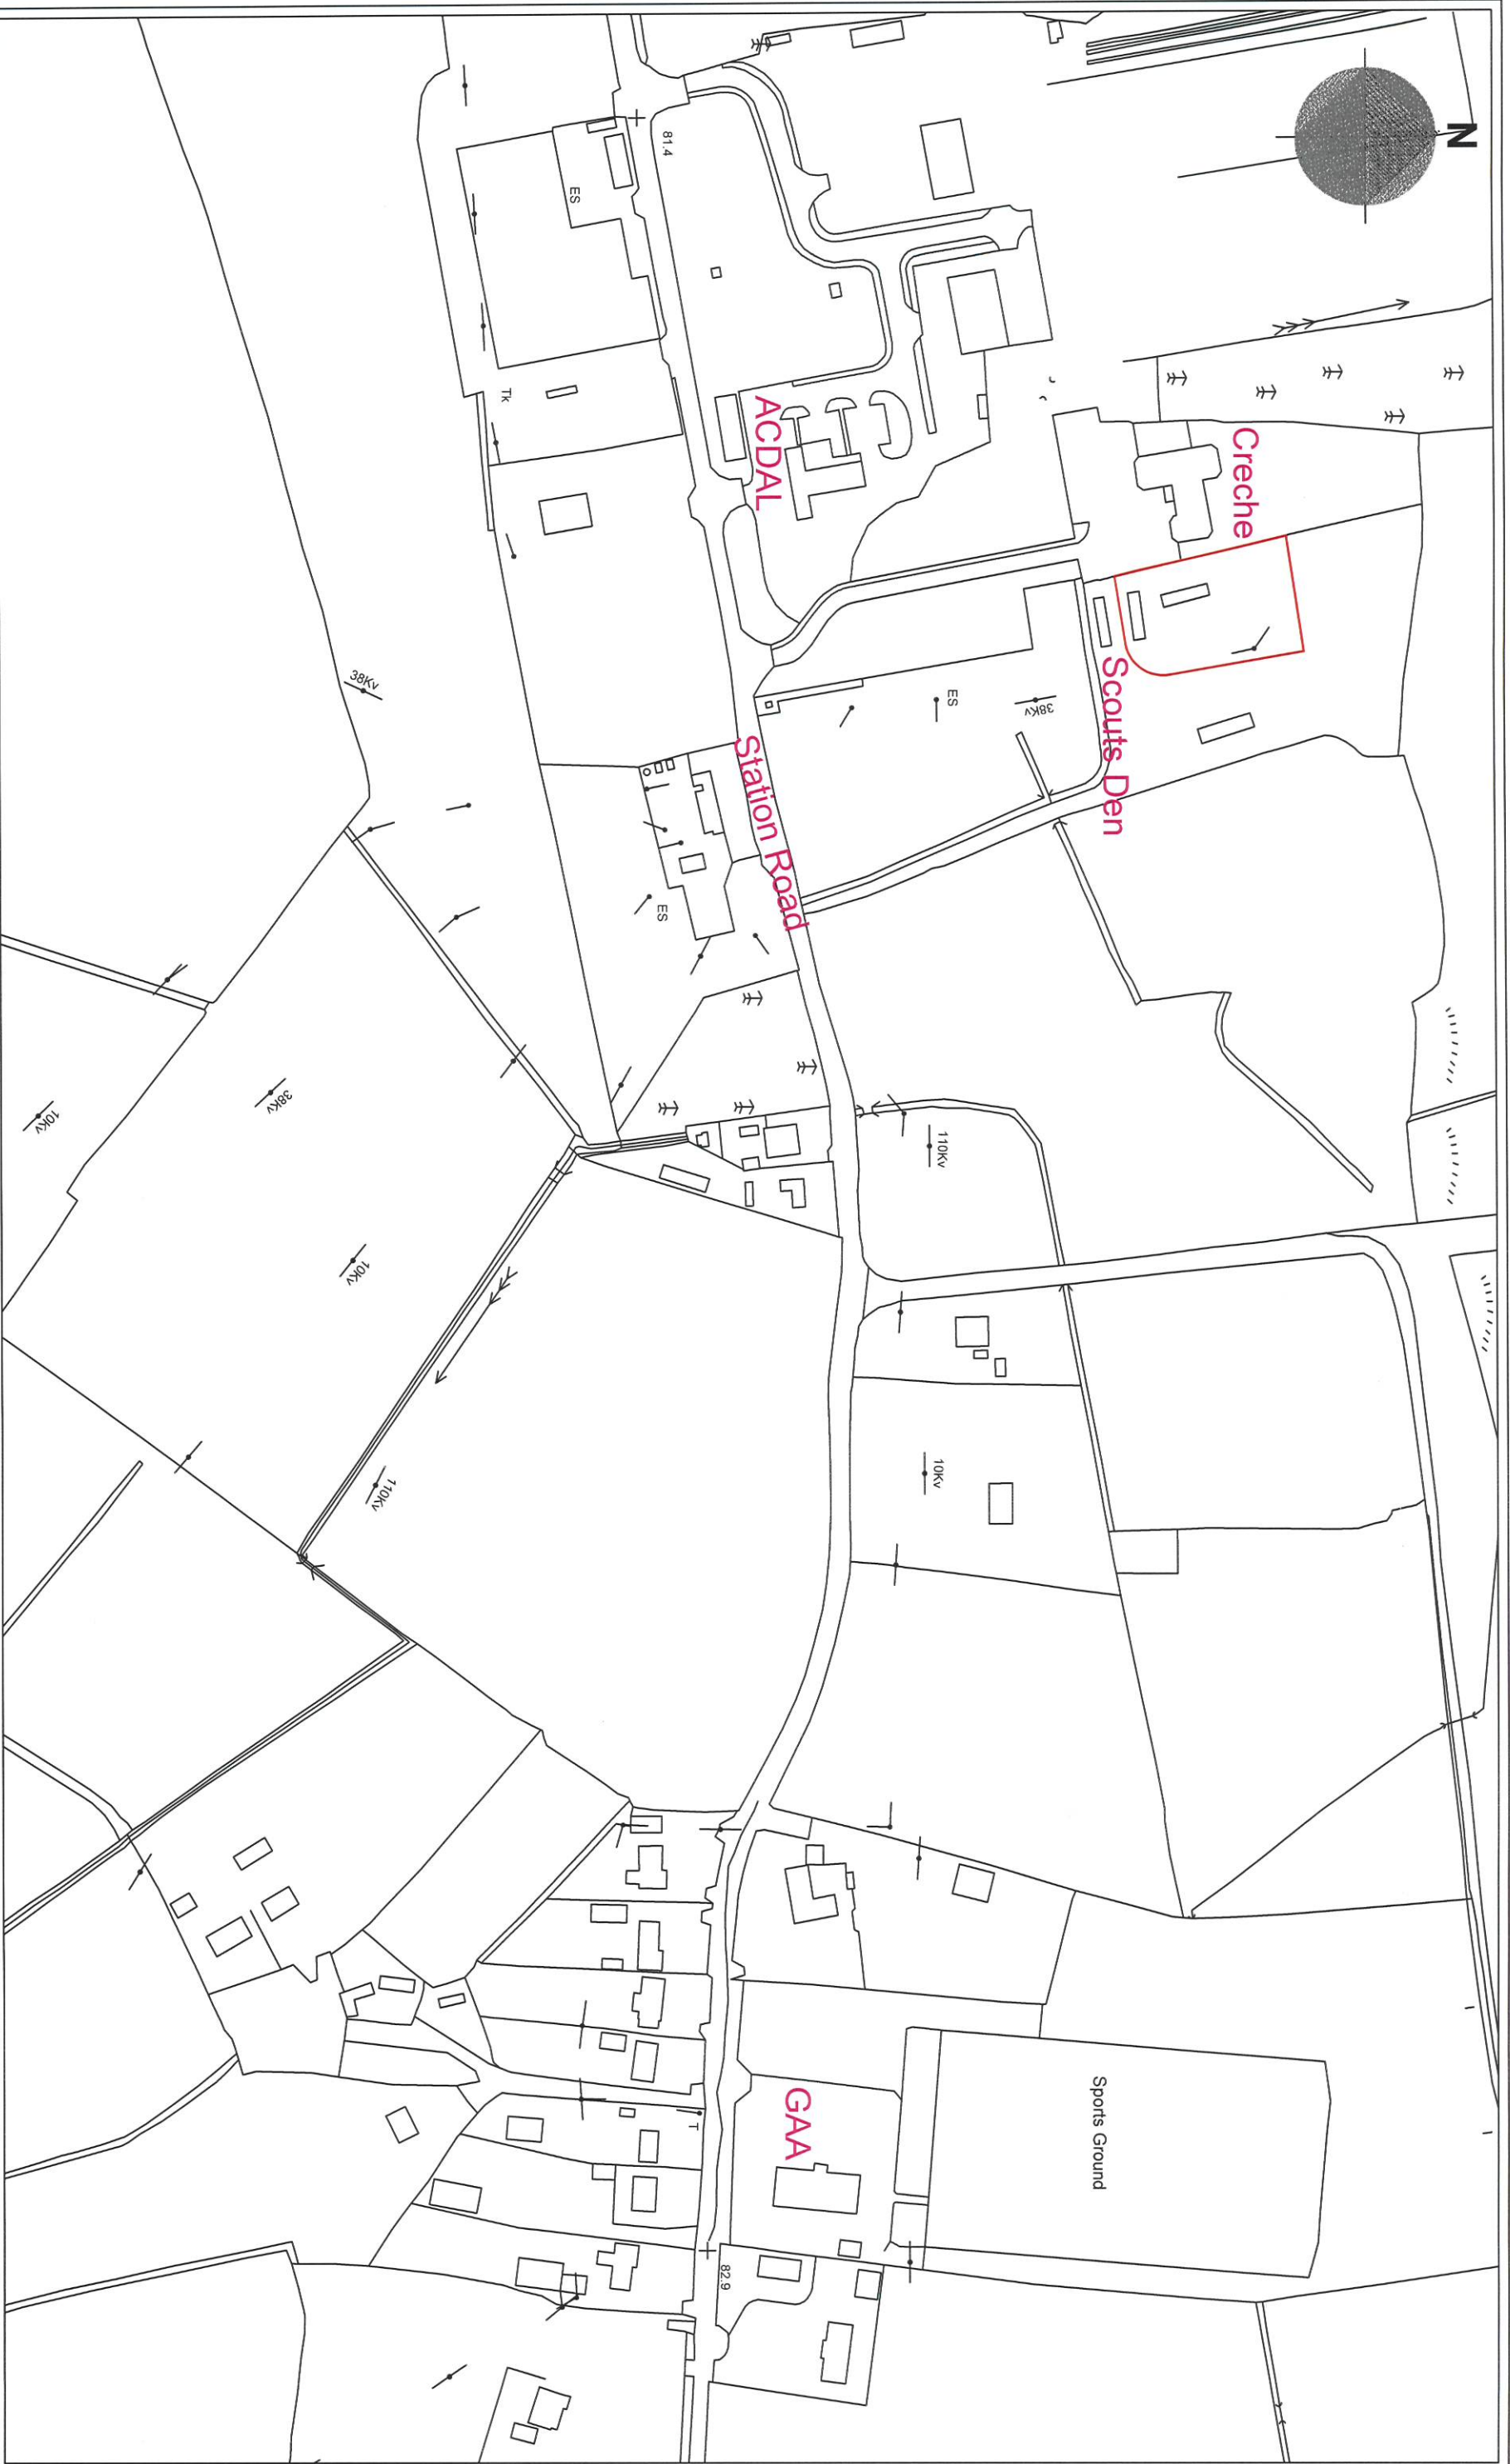 N
Creche
Scouts Den
ACDAL
Station Road
GAA
Sports Ground
81.4
82.9
ES
ES
ES
Tk
T
38Kv
38Kv
38Kv
110Kv
110Kv
10Kv
10Kv
10Kv